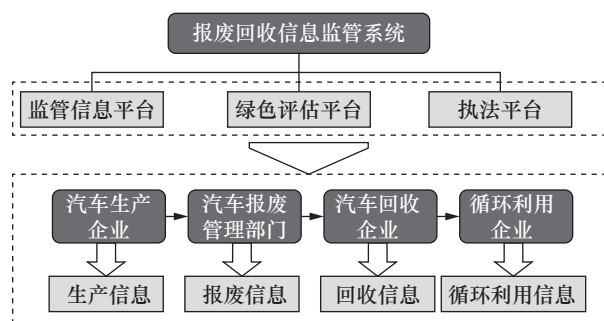 报废回收信息监管系统
监管信息平台
绿色评估平台
执法平台
汽车生产
企业
汽车报废
管理部门
汽车回收
企业
循环利用
企业
生产信息
报废信息
回收信息
循环利用信息